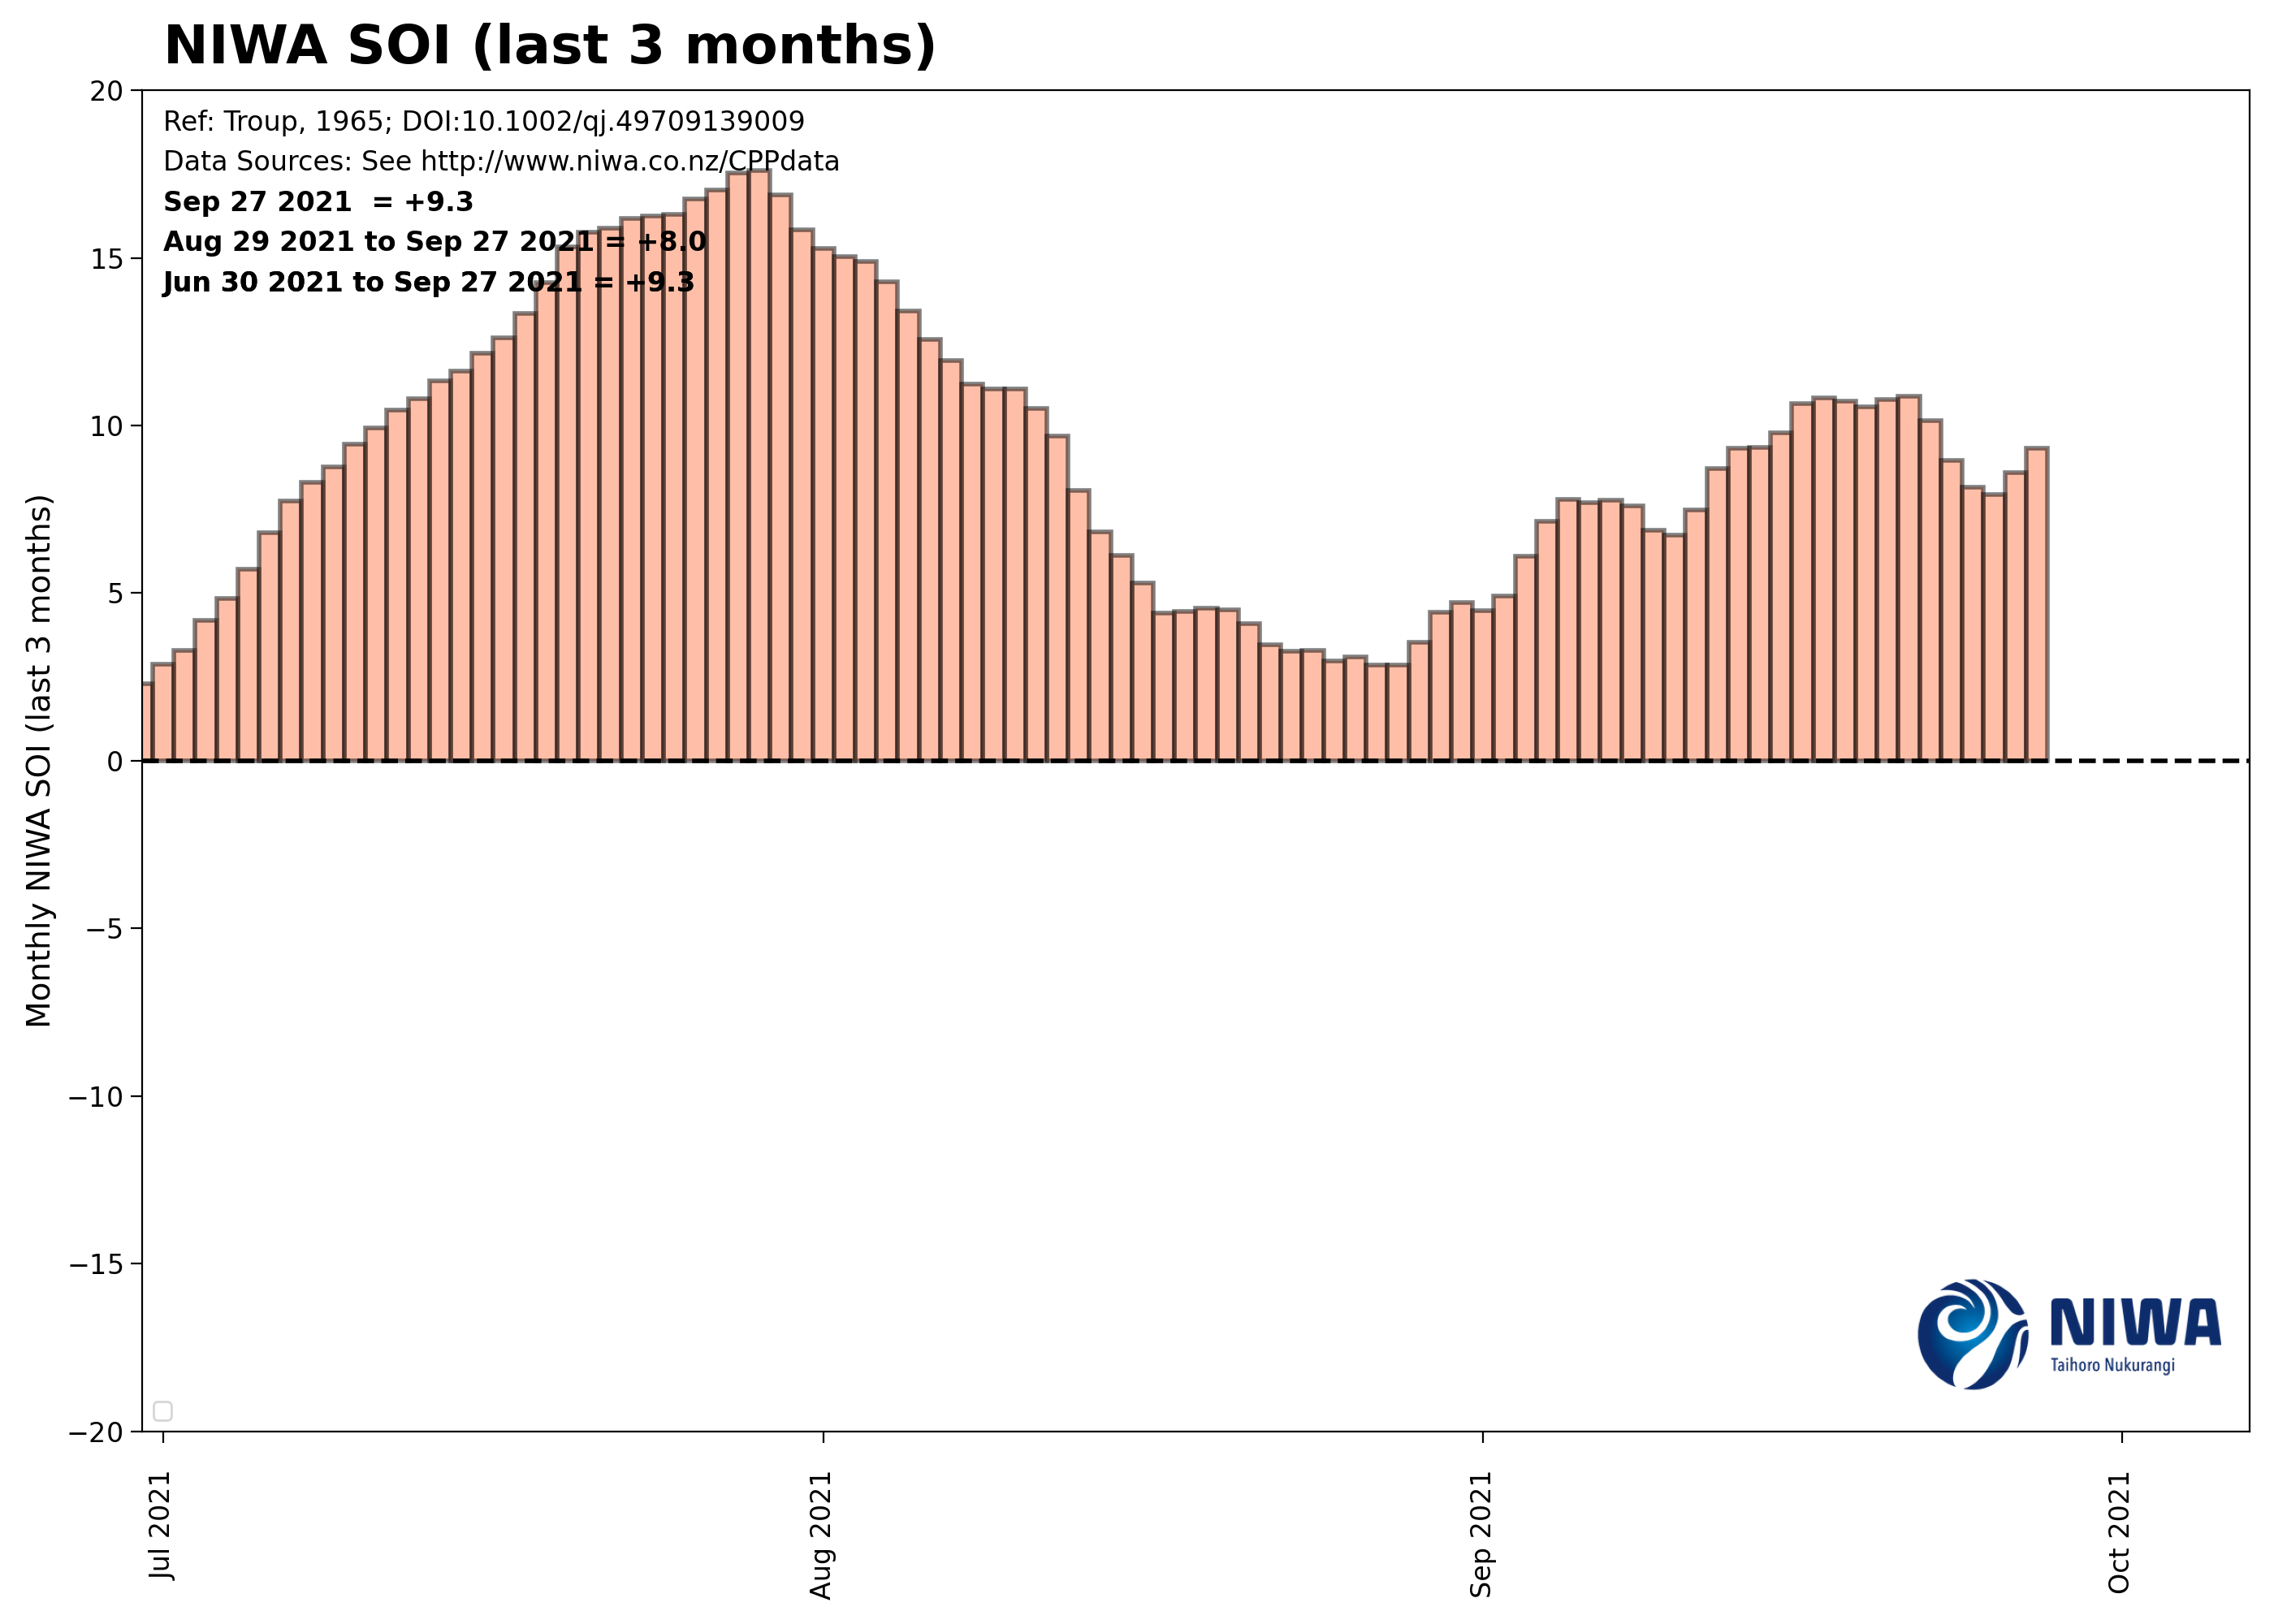 NIWA SOI (last 3 months)
Ref: Troup, 1965; DOI:10.1002/qj.49709139009
Data Sources: See http://www.niwa.co.nz/CPPdata
Sep 27 2021  = +9.3
Aug 29 2021 to Sep 27 2021 = +8.0
Jun 30 2021 to Sep 27 2021 = +9.3
Monthly NIWA SOI (last 3 months)
20
15
10
5
0
−5
−10
−15
−20
NIWA
Taihoro Nukurangi
Jul 2021
Aug 2021
Sep 2021
Oct 2021